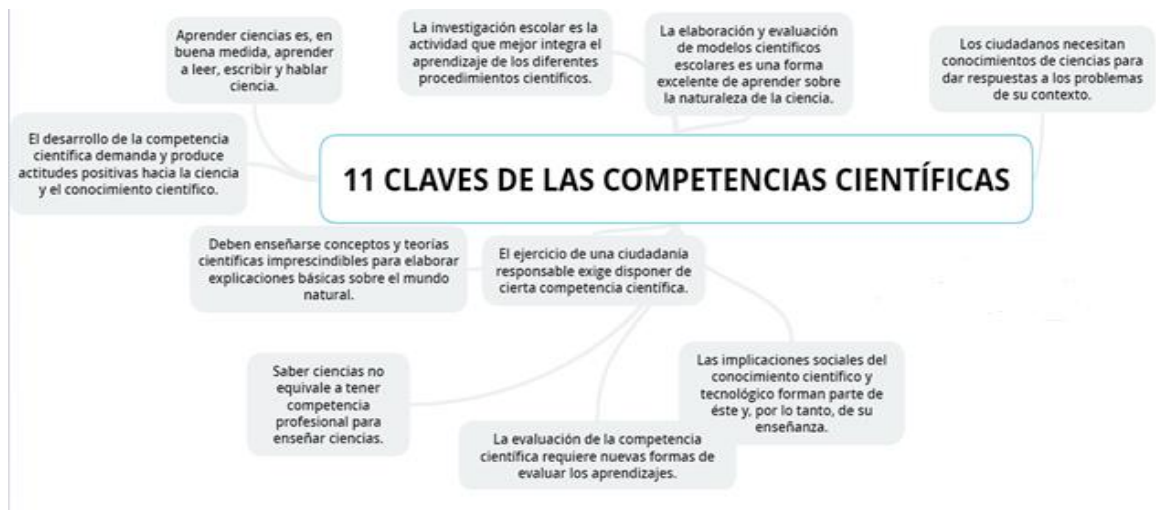 Aprender ciencias es, en
buena medida, aprender
a leer, escribir y hablar
ciencia.
La investigación escolar es la
actividad que mejor integra el
aprendizaje de los diferentes
procedimientos científicos.
La elaboración y evaluación
de modelos científicos
escolares es una forma
excelente de aprender sobre
la naturaleza de la ciencia.
Los ciudadanos necesitan
conocimientos de ciencias para
dar respuestas a los problemas
de su contexto.
El desarrollo de la competencia
científica demanda y produce
actitudes positivas hacia la ciencia
y el conocimiento científico.
11 CLAVES DE LAS COMPETENCIAS CIENTÍFICAS
Deben enseñarse conceptos y teorías
científicas imprescindibles para elaborar
explicaciones básicas sobre el mundo
natural.
El ejercicio de una ciudadanía
responsable exige disponer de
cierta competencia científica.
Saber ciencias no
equivale a tener
competencia
profesional para
enseñar ciencias.
La evaluación de la competencia
científica requiere nuevas formas de
evaluar los aprendizajes.
Las implicaciones sociales del
conocimiento científico y
tecnológico forman parte de
éste y, por lo tanto, de su
enseñanza.